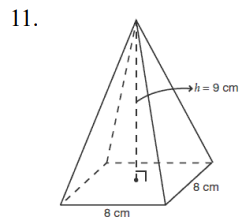 11.
h = 9 cm
8 cm
8 cm